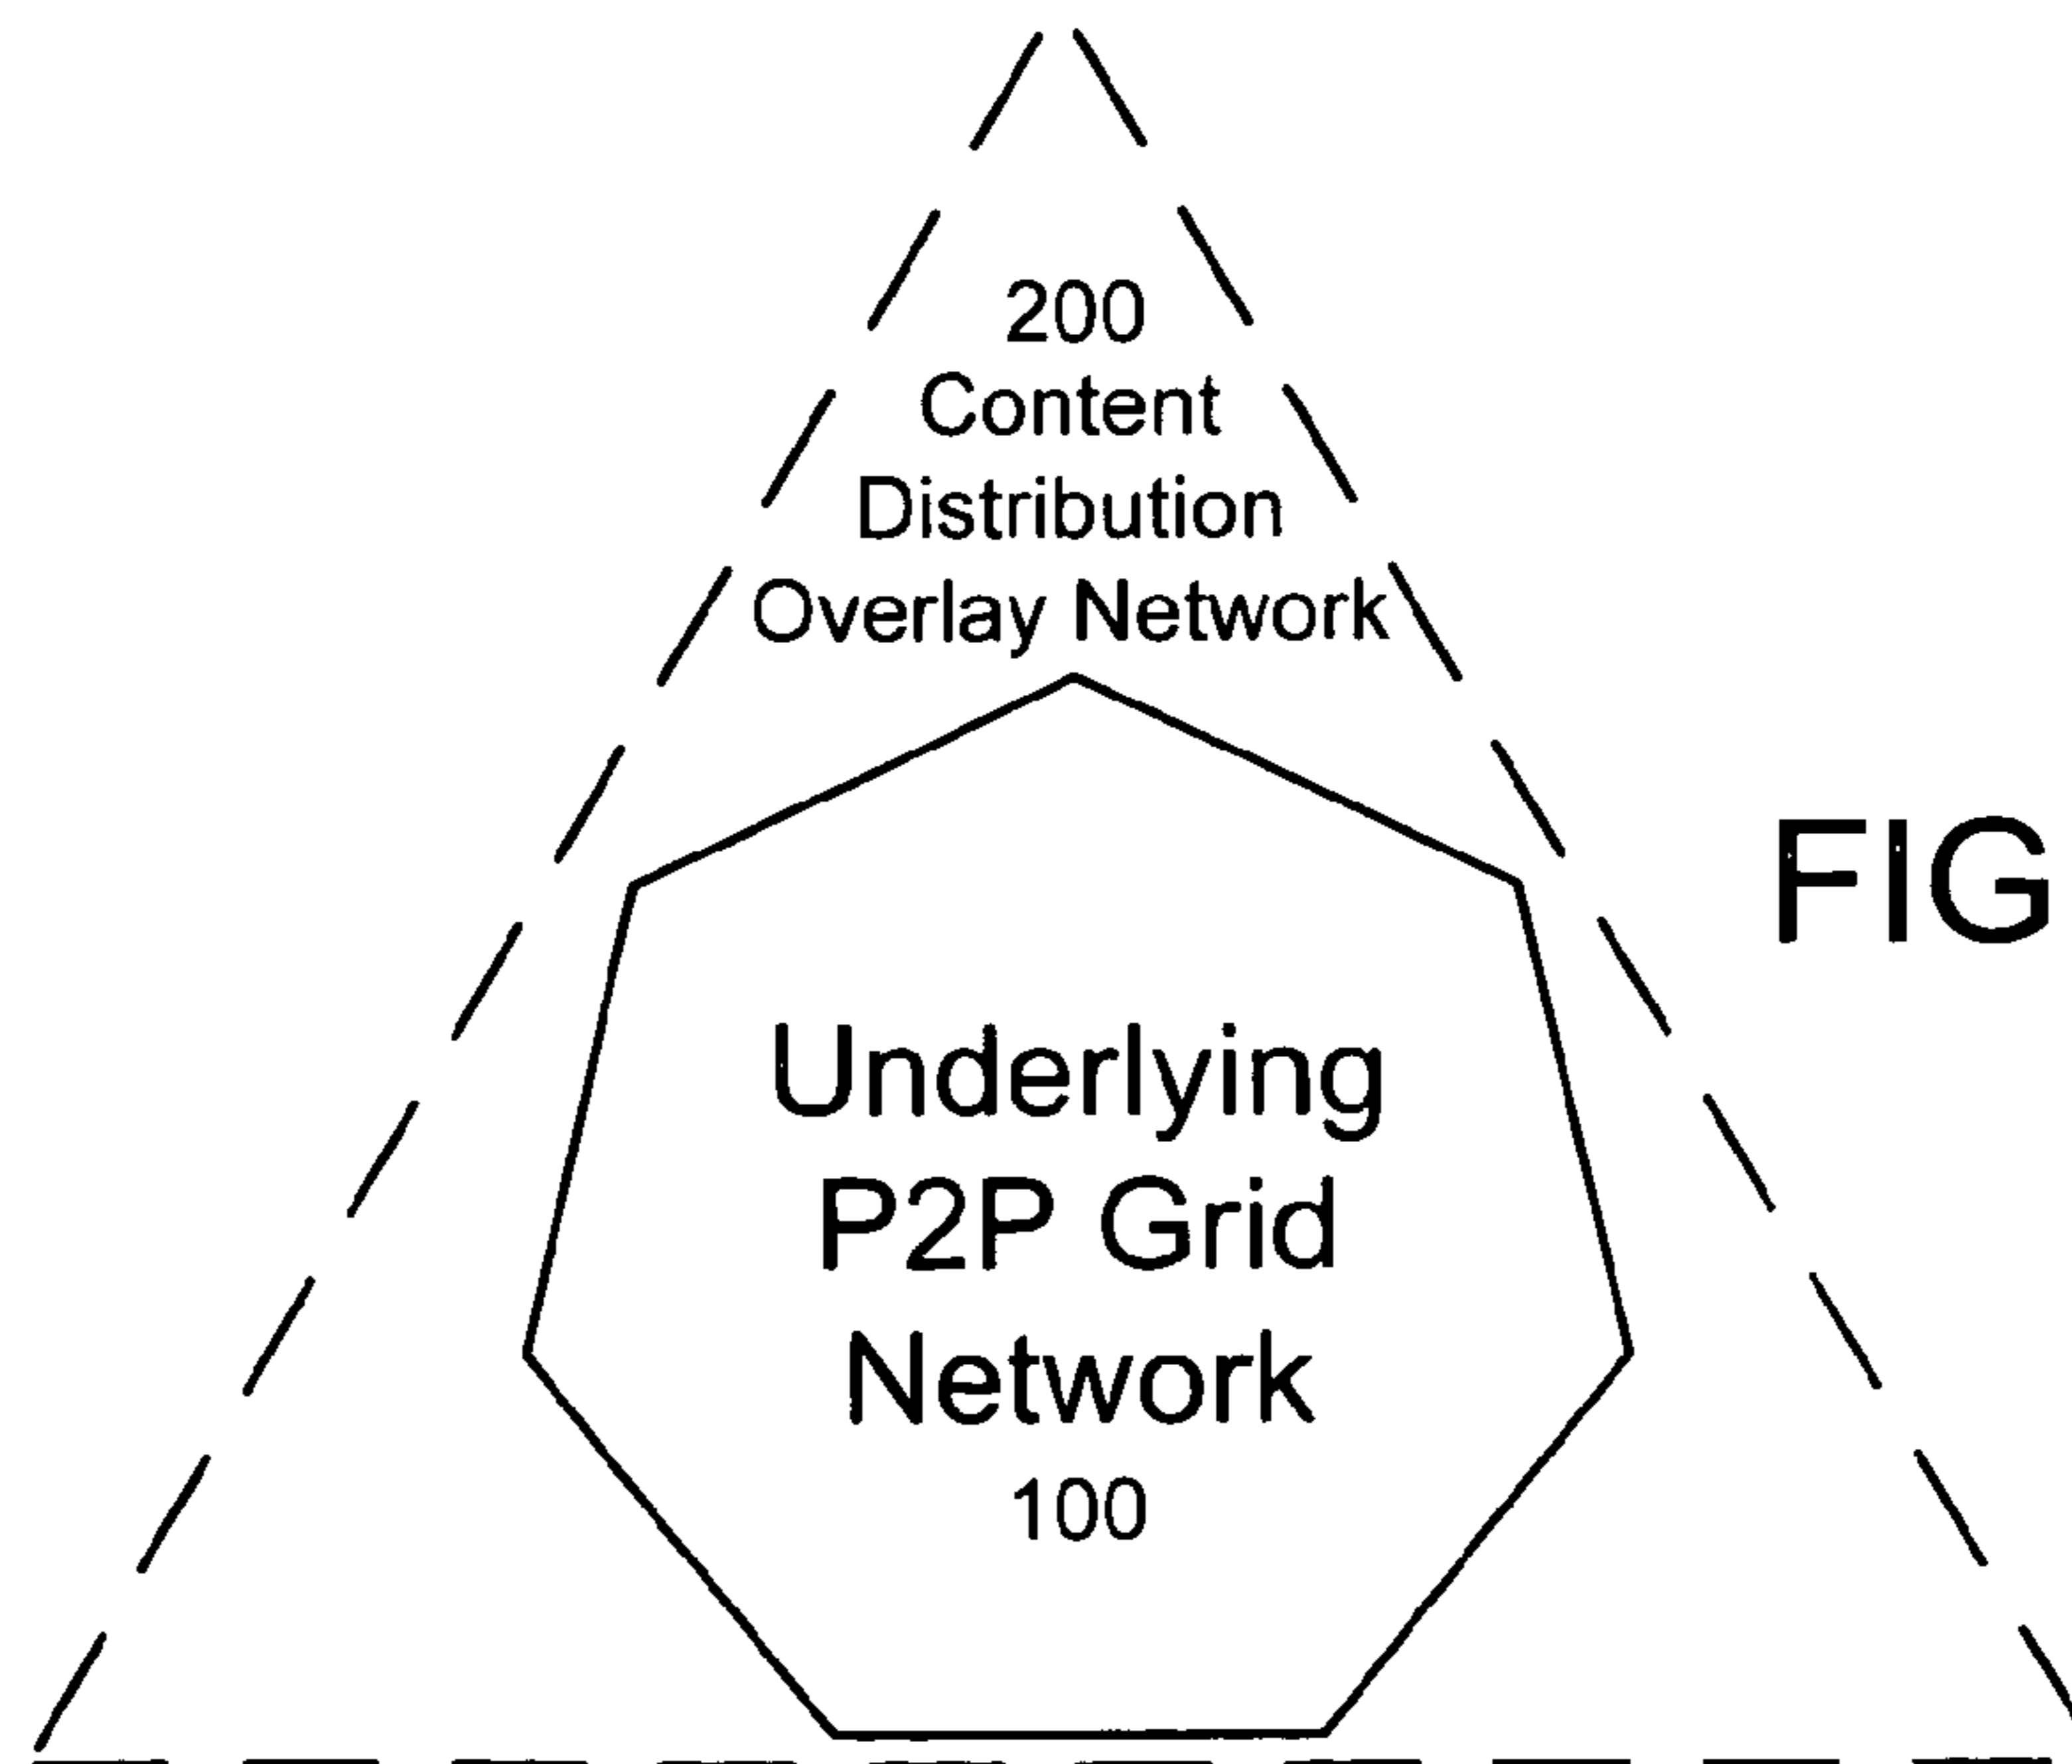 200
Content
Distribution
Overlay Network
FIG
Underlying
P2P Grid
Network
100